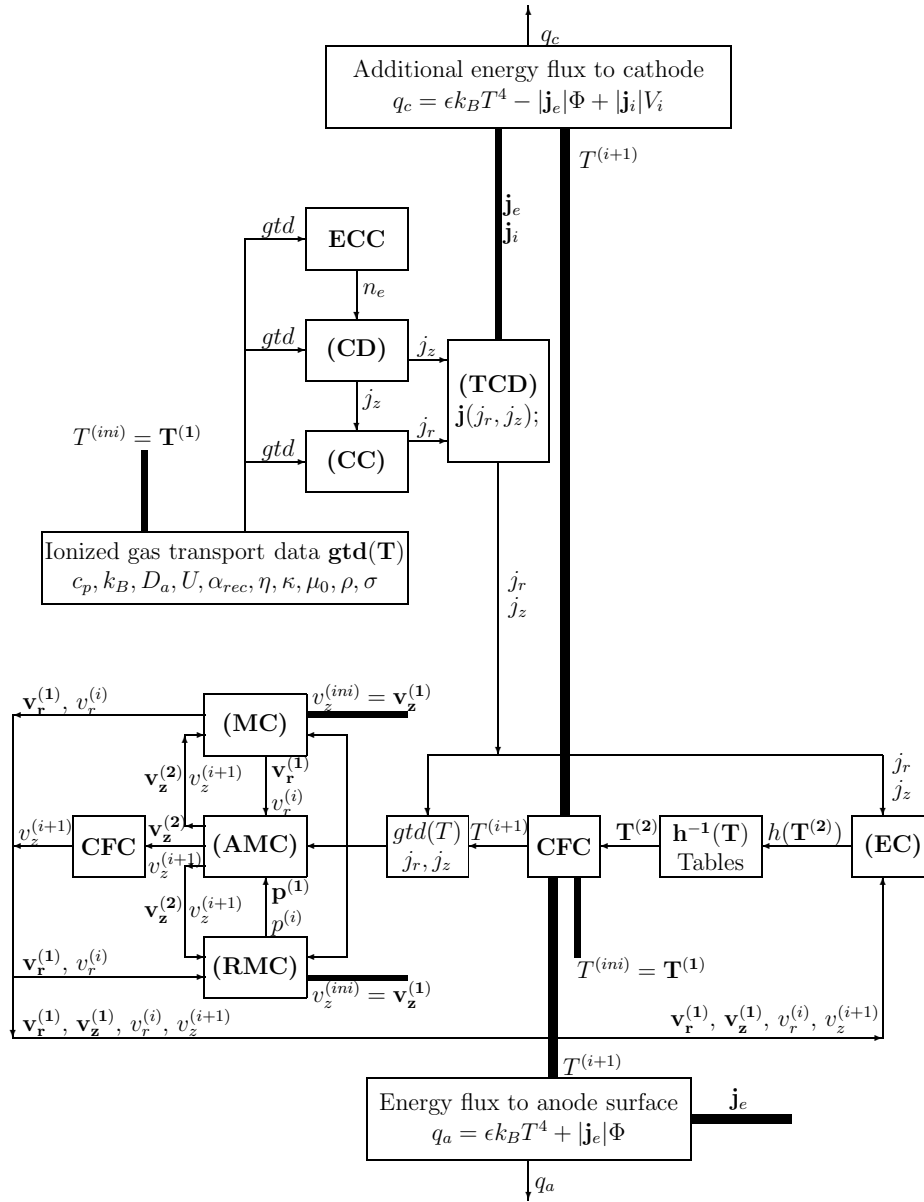 q_c
Additional energy flux to cathode
q_c = ϵk_BT^4 − |j_e|Φ + |j_i|V_i
T^{(i+1)}
j_e
j_i
gtd
ECC
n_e
gtd
(CD)
j_z
j_z
(TCD)
j(j_r, j_z);
T^{(ini)} = T^{(1)}
gtd
(CC)
j_r
Ionized gas transport data gtd(T)
c_p, k_B, D_a, U, α_{rec}, η, κ, μ_0, ρ, σ
j_r
j_z
v_r^{(1)}, v_r^{(i)}
(MC)
v_z^{(ini)} = v_z^{(1)}
v_z^{(2)} v_z^{(i+1)}
v_r^{(1)}
v_r^{(i)}
j_r
j_z
v_z^{(i+1)}
CFC
v_z^{(2)}
v_z^{(i+1)}
(AMC)
gtd(T)
j_r, j_z
T^{(i+1)}
CFC
T^{(2)}
h^{-1}(T)
Tables
h(T^{(2)})
(EC)
v_z^{(2)} v_z^{(i+1)}
p^{(1)}
p^{(i)}
v_r^{(1)}, v_r^{(i)}
(RMC)
v_z^{(ini)} = v_z^{(1)}
T^{(ini)} = T^{(1)}
v_r^{(1)}, v_z^{(1)}, v_r^{(i)}, v_z^{(i+1)}
v_r^{(1)}, v_z^{(1)}, v_r^{(i)}, v_z^{(i+1)}
T^{(i+1)}
Energy flux to anode surface
q_a = ϵk_BT^4 + |j_e|Φ
j_e
q_a